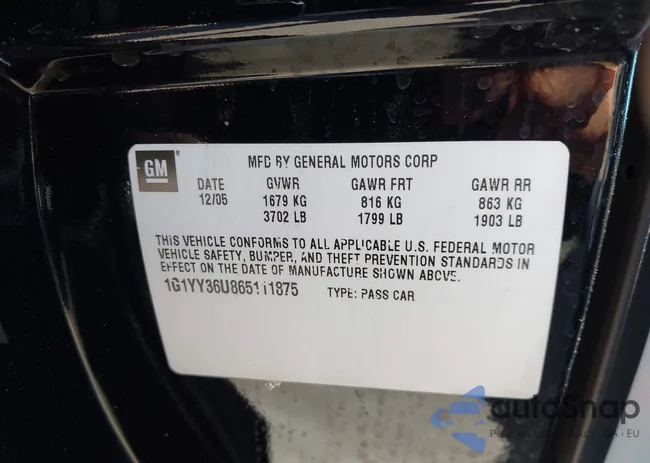 GM
MFD BY GENERAL MOTORS CORP
DATE GVWR GAWR FRT GAWR RR
12/05 1679 KG 816 KG 863 KG
3702 LB 1799 LB 1903 LB
THIS VEHICLE CONFORMS TO ALL APPLICABLE U.S. FEDERAL MOTOR
VEHICLE SAFETY, BUMPER, AND THEFT PREVENTION STANDARDS IN
EFFECT ON THE DATE OF MANUFACTURE SHOWN ABOVE.
1G1YY36U865111875 TYPE: PASS CAR
autoSnap
EU